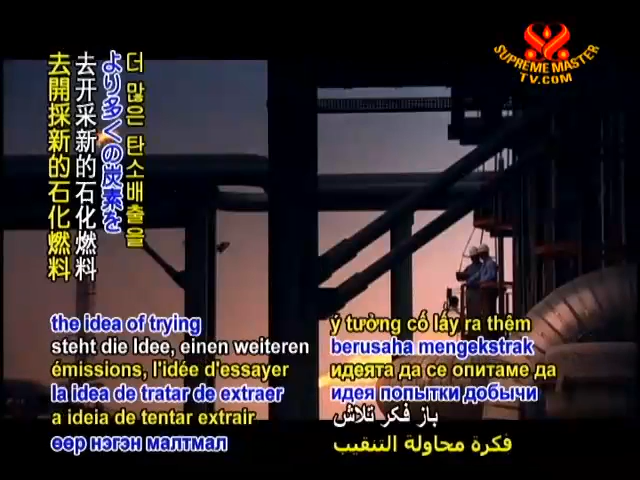 SUPREME MASTER
TV.COM
더 많은 탄소배출을
より多くの炭素を
去开采新的石化燃料
去開採新的石化燃料
the idea of trying
steht die Idee, einen weiteren
émissions, l'idée d'essayer
la idea de tratar de extraer
a ideia de tentar extrair
өөр нэгэн малтмал
ý tưởng cố lấy ra thêm
berusaha mengekstrak
идеята да се опитаме да
идея попытки добычи
باز فکر تلاش
فكرة محاولة التنقيب